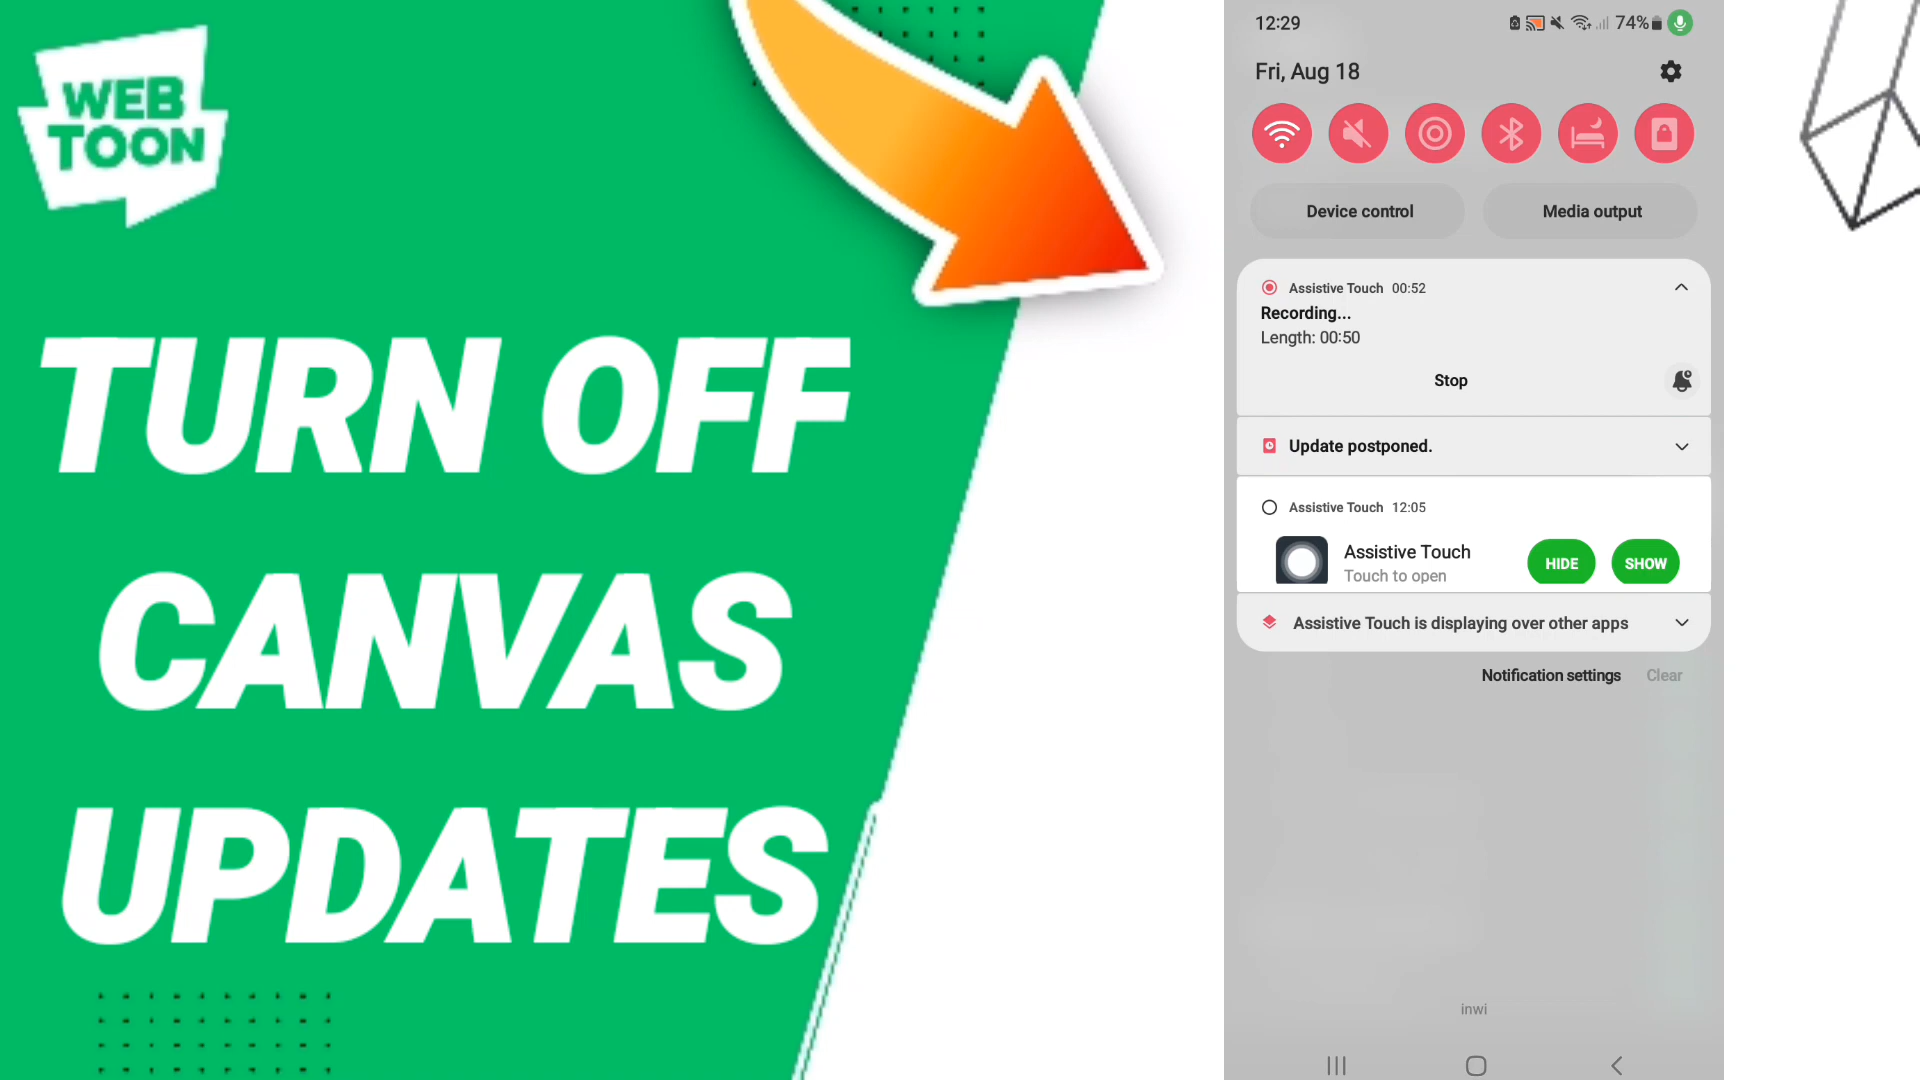 WEB
TOON
TURN OFF
CANVAS
UPDATES
12:29
74%
Fri, Aug 18
Device control
Media output
Assistive Touch 00:52
Recording...
Length: 00:50
Stop
Update postponed.
Assistive Touch 12:05
Assistive Touch
Touch to open
HIDE
SHOW
Assistive Touch is displaying over other apps
Notification settings
Clear
inwi